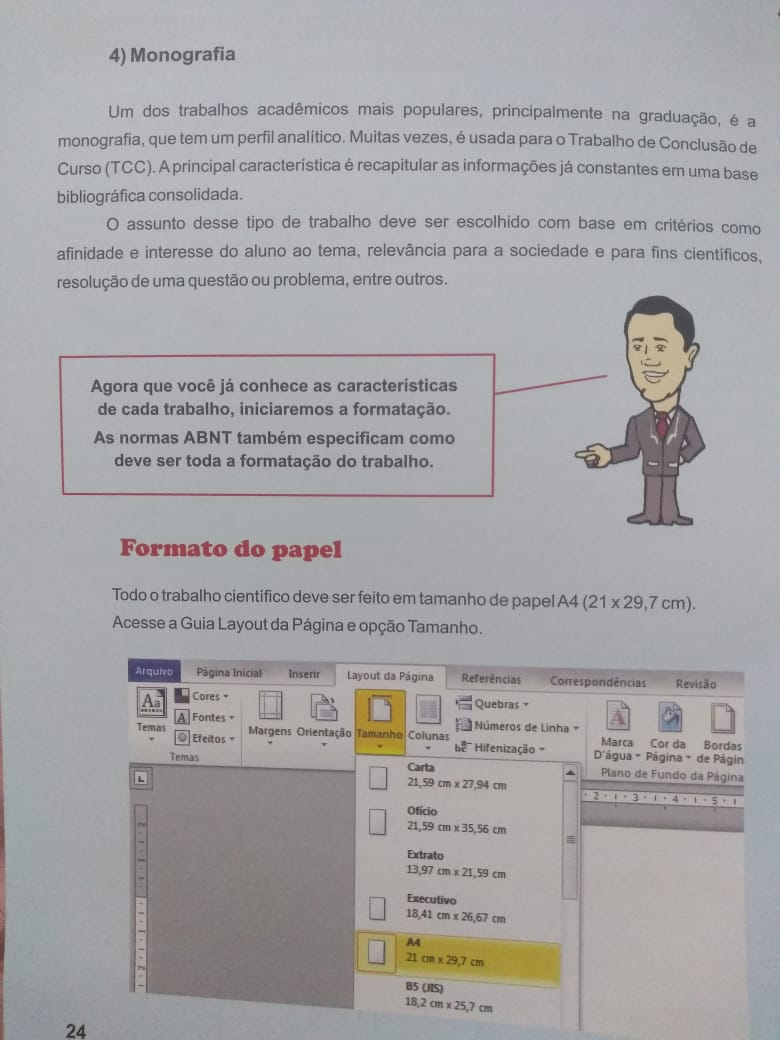 4) Monografia
Um dos trabalhos acadêmicos mais populares, principalmente na graduação, é a
monografia, que tem um perfil analítico. Muitas vezes, é usada para o Trabalho de Conclusão de
Curso (TCC). A principal característica é recapitular as informações já constantes em uma base
bibliográfica consolidada.
O assunto desse tipo de trabalho deve ser escolhido com base em critérios como
afinidade e interesse do aluno ao tema, relevância para a sociedade e para fins científicos,
resolução de uma questão ou problema, entre outros.
Agora que você já conhece as características
de cada trabalho, iniciaremos a formatação.
As normas ABNT também especificam como
deve ser toda a formatação do trabalho.
Formato do papel
Todo o trabalho científico deve ser feito em tamanho de papel A4 (21 x 29,7 cm).
Acesse a Guia Layout da Página e opção Tamanho.
Arquivo Página Inicial Inserir Layout da Página Referências Correspondências Revisão
Aa Temas
Cores
Fontes
Efeitos
Temas
Margens Orientação Tamanho Colunas
Quebras
Números de Linha
Hifenização
Marca D'água
Cor da Página
Bordas de Págin
Plano de Fundo da Página
Carta
21,59 cm x 27,94 cm
Ofício
21,59 cm x 35,56 cm
Extrato
13,97 cm x 21,59 cm
Executivo
18,41 cm x 26,67 cm
A4
21 cm x 29,7 cm
B5 (JIS)
18,2 cm x 25,7 cm
2 1 3 1 4 1 5 1
24